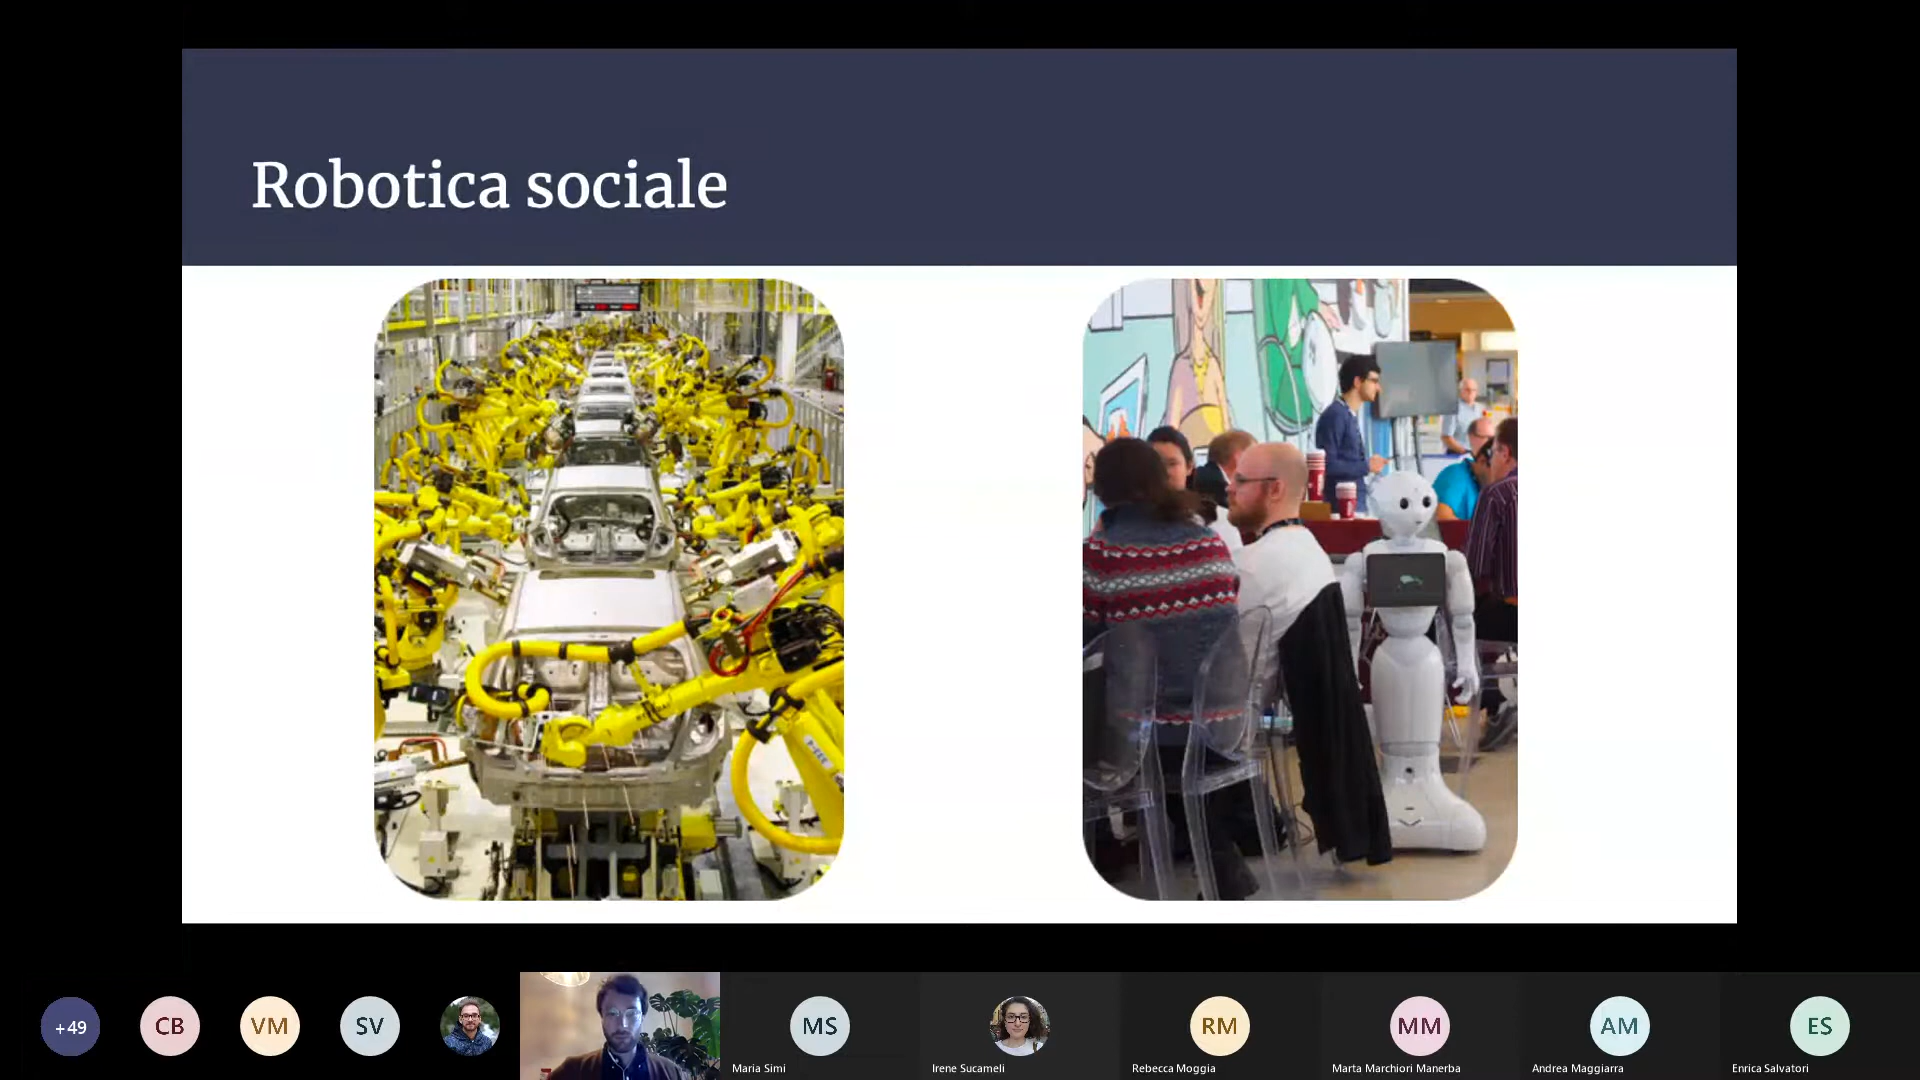 Robotica sociale
+49
CB
VM
SV
MS
RM
MM
AM
ES
Maria Simi
Irene Sucameli
Rebecca Moggia
Marta Marchiori Manerba
Andrea Maggiarra
Enrica Salvatori